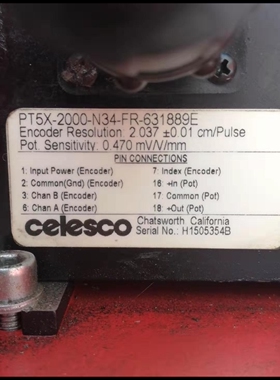 PT5X-2000-N34-FR-631889E
Encoder Resolution: 2.037 ±0.01 cm/Pulse
Pot. Sensitivity: 0.470 mV/V/mm
PIN CONNECTIONS
1: Input Power (Encoder) 7: Index (Encoder)
2: Common(Gnd) (Encoder) 16: +In (Pot)
3: Chan B (Encoder) 17: Common (Pot)
6: Chan A (Encoder) 18: +Out (Pot)
celesco Chatsworth, California
Serial No.: H1505354B